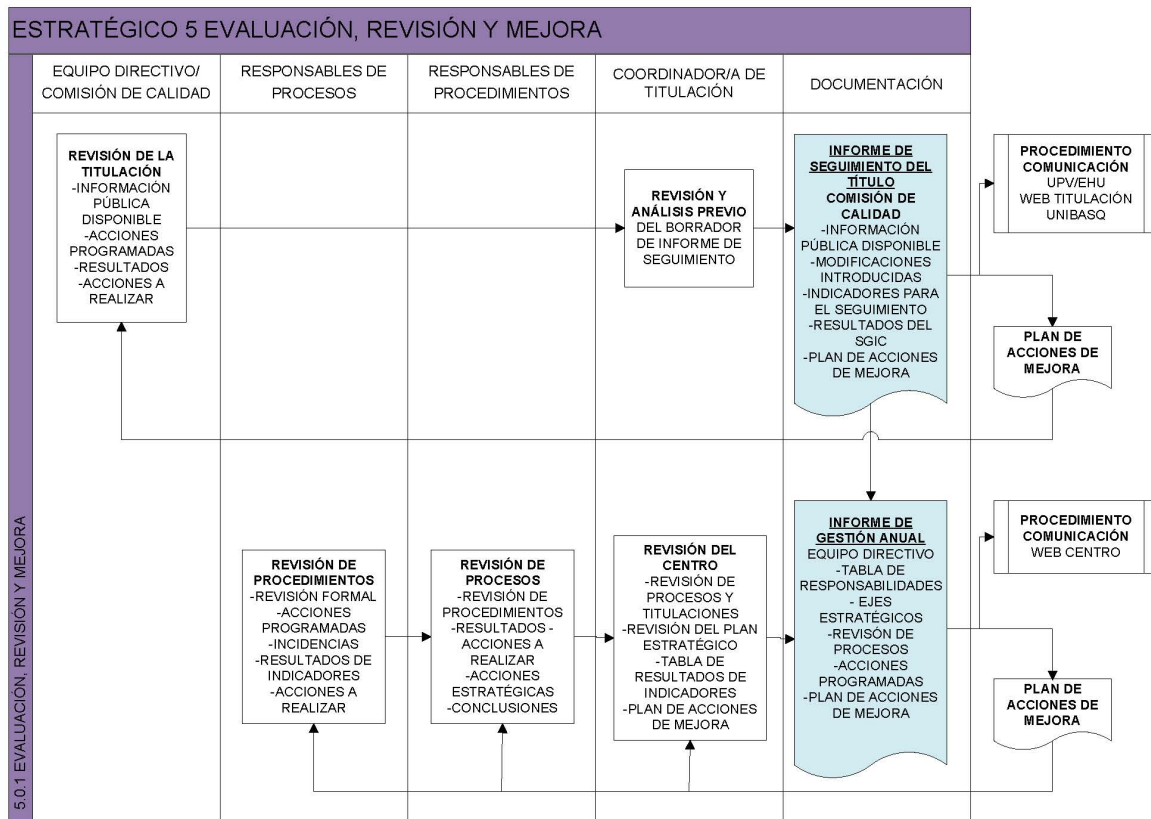 ESTRATÉGICO 5 EVALUACIÓN, REVISIÓN Y MEJORA
5.0.1 EVALUACIÓN, REVISIÓN Y MEJORA
EQUIPO DIRECTIVO/
COMISIÓN DE CALIDAD
RESPONSABLES DE
PROCESOS
RESPONSABLES DE
PROCEDIMIENTOS
COORDINADOR/A DE
TITULACIÓN
DOCUMENTACIÓN
REVISIÓN DE LA
TITULACIÓN
-INFORMACIÓN
PÚBLICA
DISPONIBLE
-ACCIONES
PROGRAMADAS
-RESULTADOS
-ACCIONES A
REALIZAR
REVISIÓN Y
ANÁLISIS PREVIO
DEL BORRADOR
DE INFORME DE
SEGUIMIENTO
INFORME DE
SEGUIMIENTO DEL
TÍTULO
COMISIÓN DE
CALIDAD
-INFORMACIÓN
PÚBLICA DISPONIBLE
-MODIFICACIONES
INTRODUCIDAS
-INDICADORES PARA
EL SEGUIMIENTO
-RESULTADOS DEL
SGIC
-PLAN DE ACCIONES
DE MEJORA
PROCEDIMIENTO
COMUNICACIÓN
UPV/EHU
WEB TITULACIÓN
UNIBASQ
PLAN DE
ACCIONES DE
MEJORA
REVISIÓN DE
PROCEDIMIENTOS
-REVISIÓN FORMAL
-ACCIONES
PROGRAMADAS
-INCIDENCIAS
-RESULTADOS DE
INDICADORES
-ACCIONES A
REALIZAR
REVISIÓN DE
PROCESOS
-REVISIÓN DE
PROCEDIMIENTOS
-RESULTADOS -
ACCIONES A
REALIZAR
-ACCIONES
ESTRATÉGICAS
-CONCLUSIONES
REVISIÓN DEL
CENTRO
-REVISIÓN DE
PROCESOS Y
TITULACIONES
-REVISIÓN DEL PLAN
ESTRATÉGICO
-TABLA DE
RESULTADOS DE
INDICADORES
-PLAN DE ACCIONES
DE MEJORA
INFORME DE
GESTIÓN ANUAL
EQUIPO DIRECTIVO
-TABLA DE
RESPONSABILIDADES
- EJES
ESTRATÉGICOS
-REVISÓN DE
PROCESOS
-ACCIONES
PROGRAMADAS
-PLAN DE ACCIONES
DE MEJORA
PROCEDIMIENTO
COMUNICACIÓN
WEB CENTRO
PLAN DE
ACCIONES DE
MEJORA